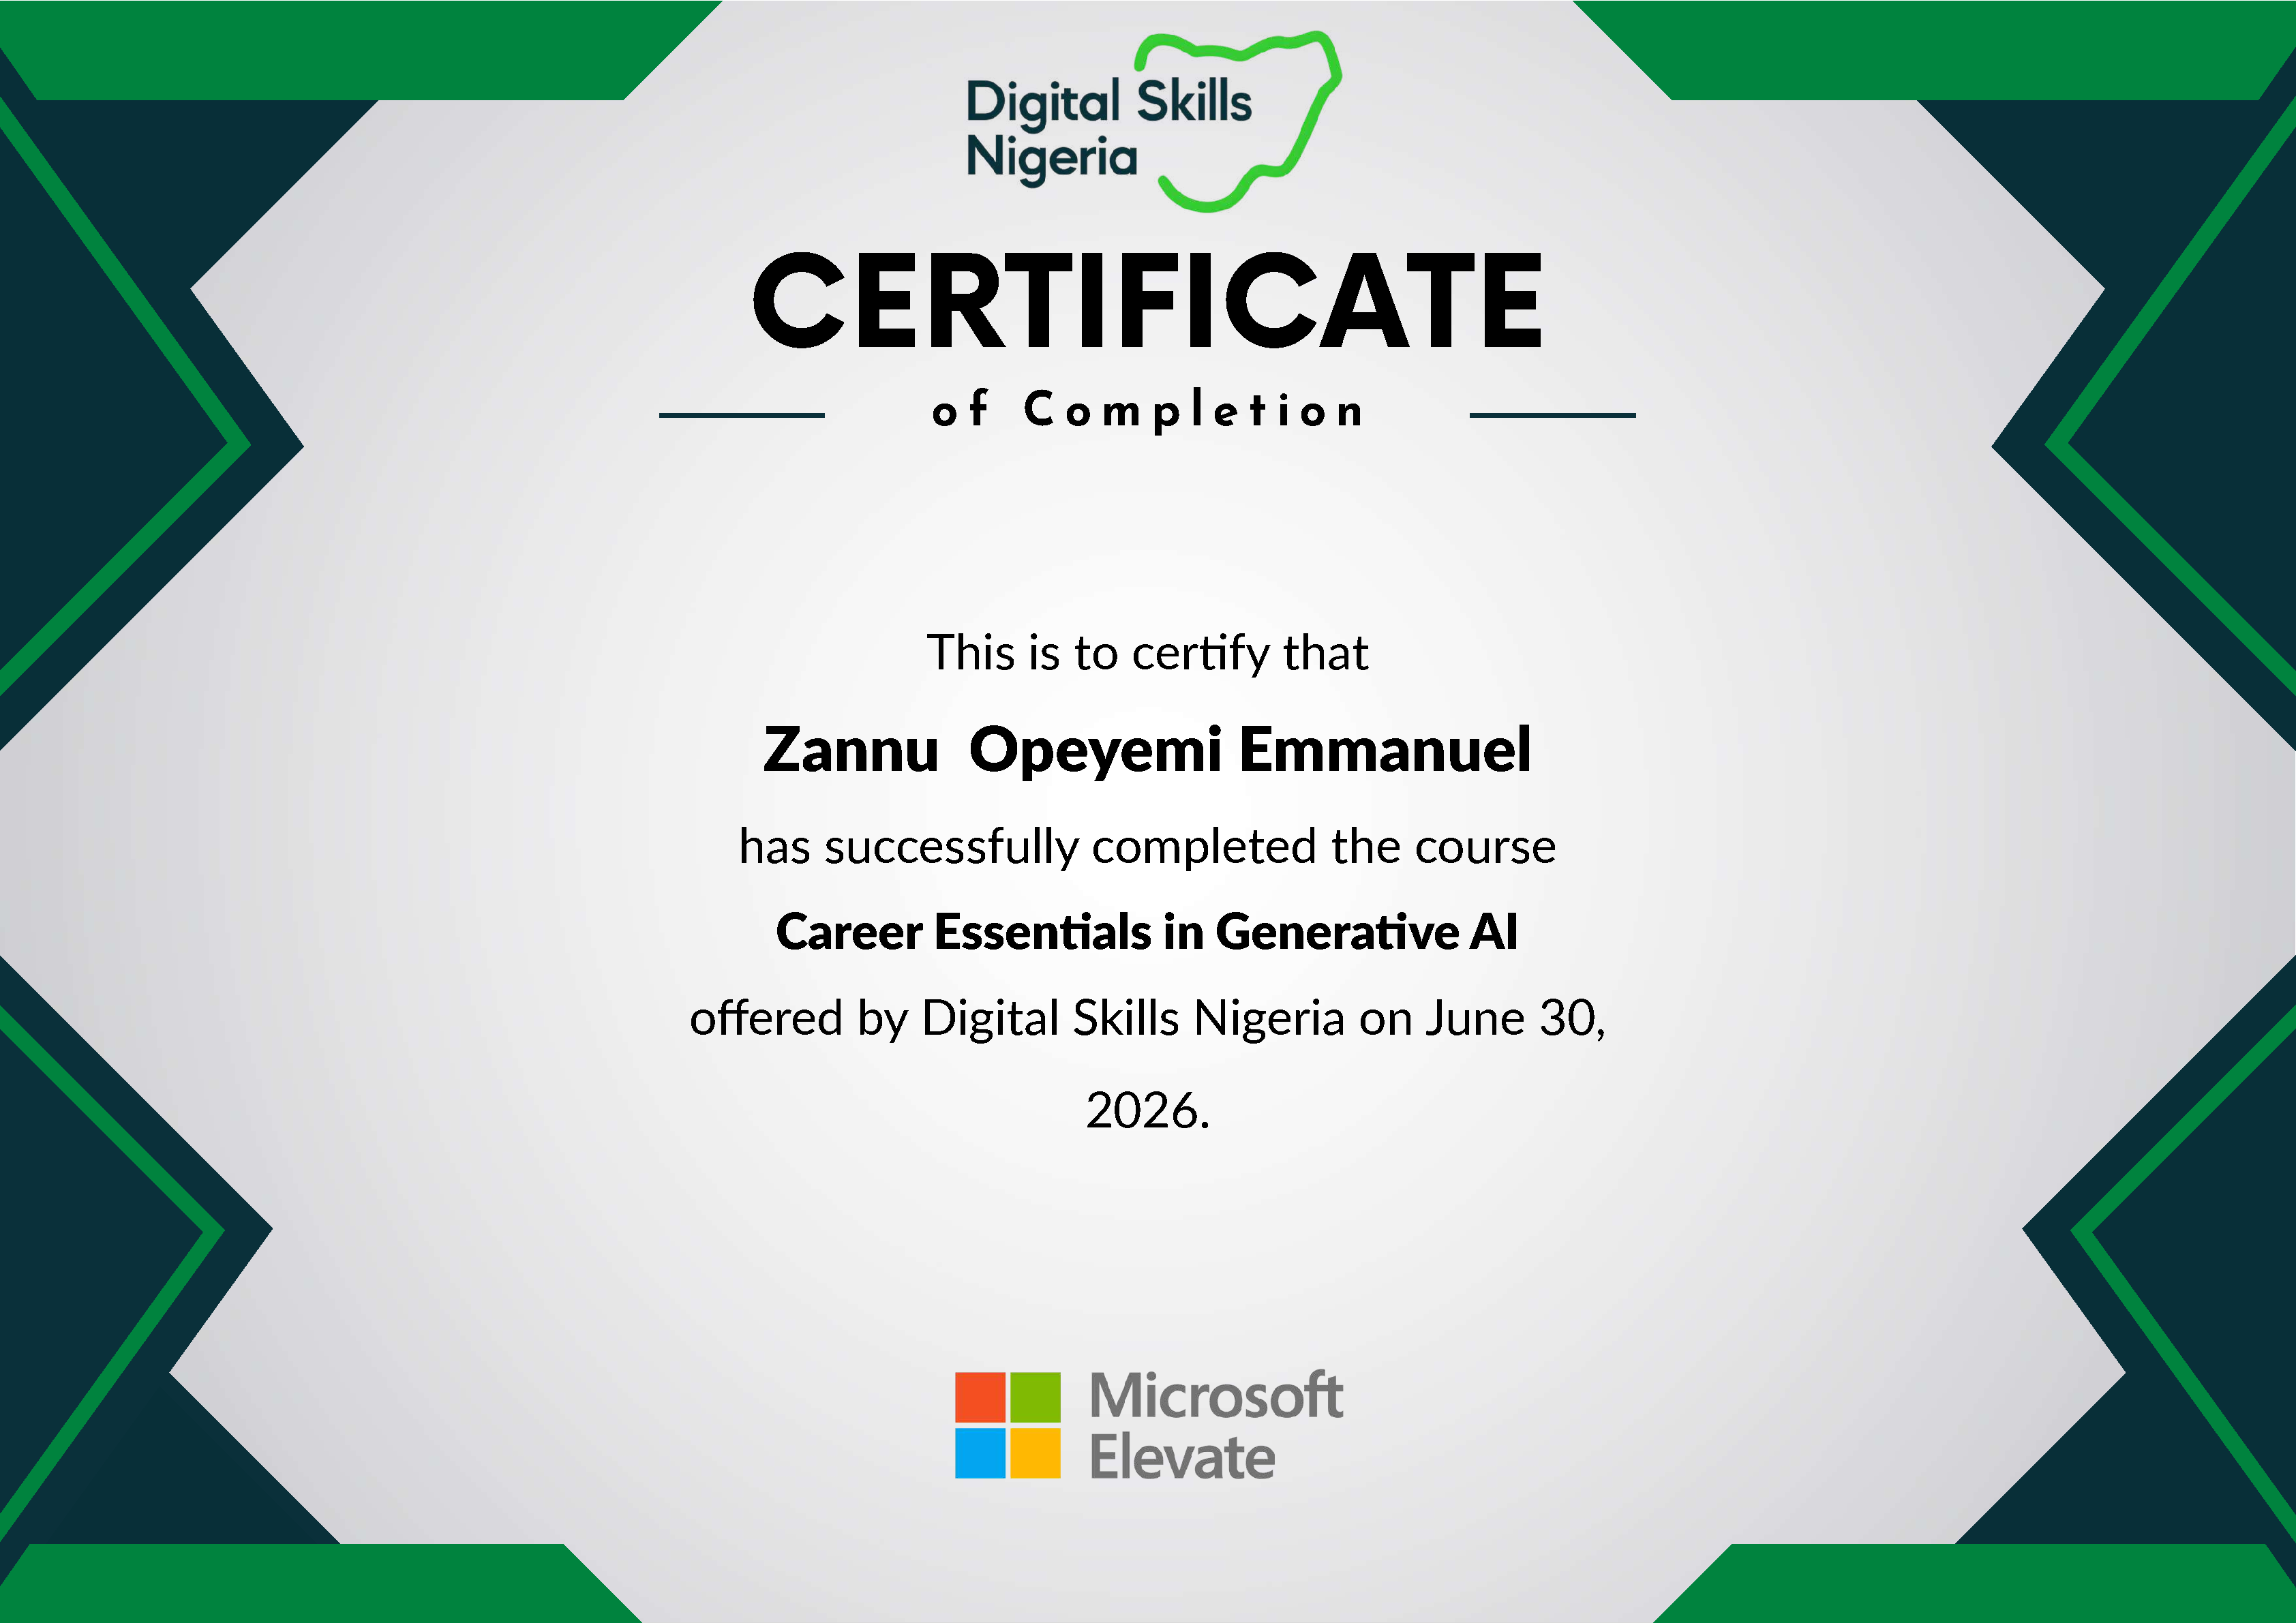 Digital Skills
Nigeria
CERTIFICATE
of Completion
This is to certify that
Zannu  Opeyemi Emmanuel
has successfully completed the course
Career Essentials in Generative AI
offered by Digital Skills Nigeria on June 30,
2026.
Microsoft
Elevate